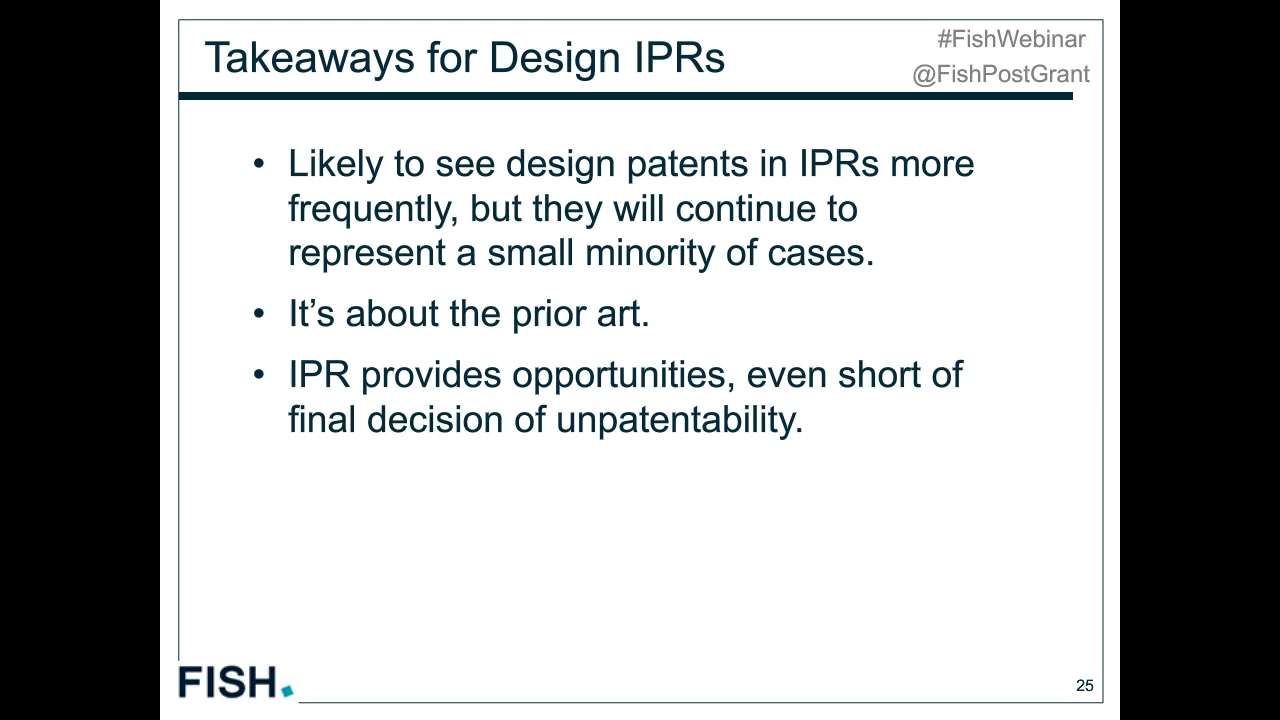 Takeaways for Design IPRs
#FishWebinar
@FishPostGrant
• Likely to see design patents in IPRs more
frequently, but they will continue to
represent a small minority of cases.
• It’s about the prior art.
• IPR provides opportunities, even short of
final decision of unpatentability.
FISH.
25